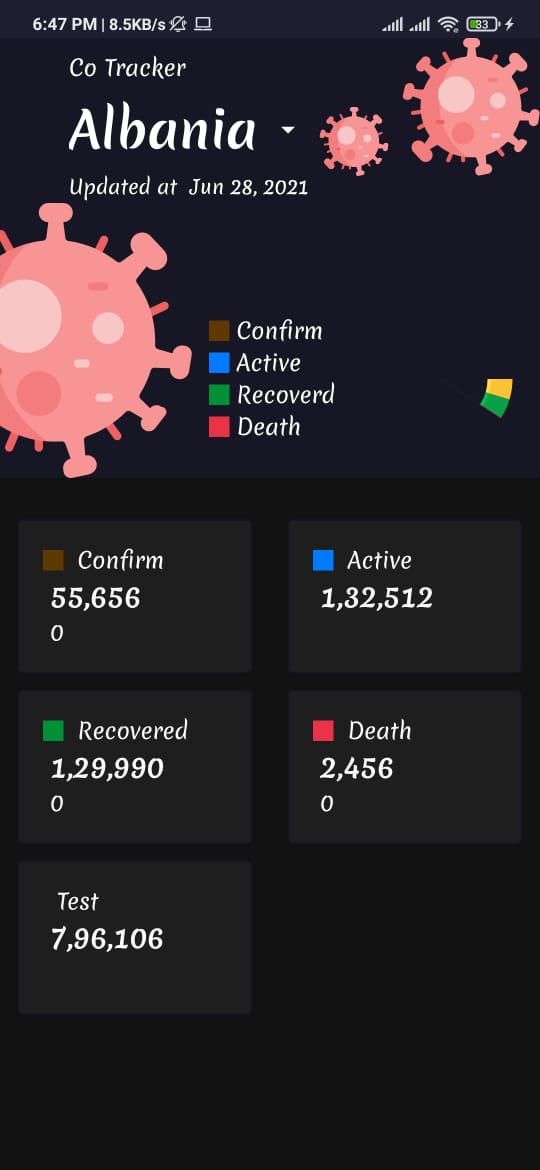 6:47 PM | 8.5KB/s
33
Co Tracker
Albania
Updated at Jun 28, 2021
Confirm
Active
Recoverd
Death
Confirm
55,656
0
Active
1,32,512
Recovered
1,29,990
0
Death
2,456
0
Test
7,96,106